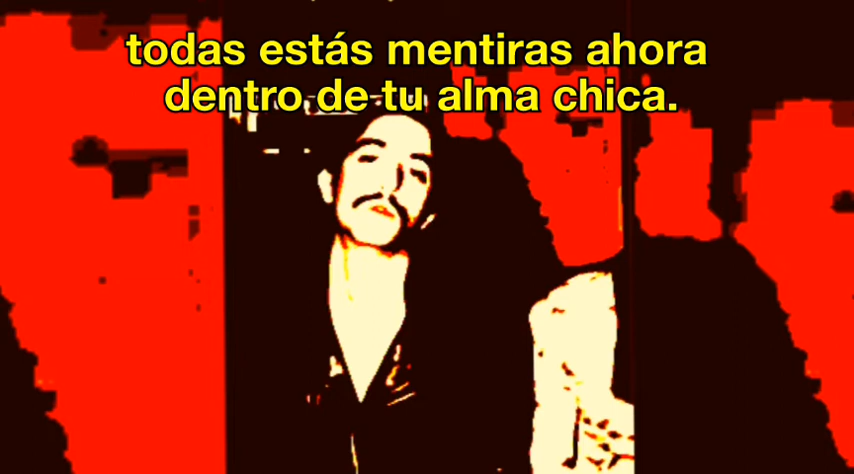 todas estás mentiras ahora
dentro de tu alma chica.